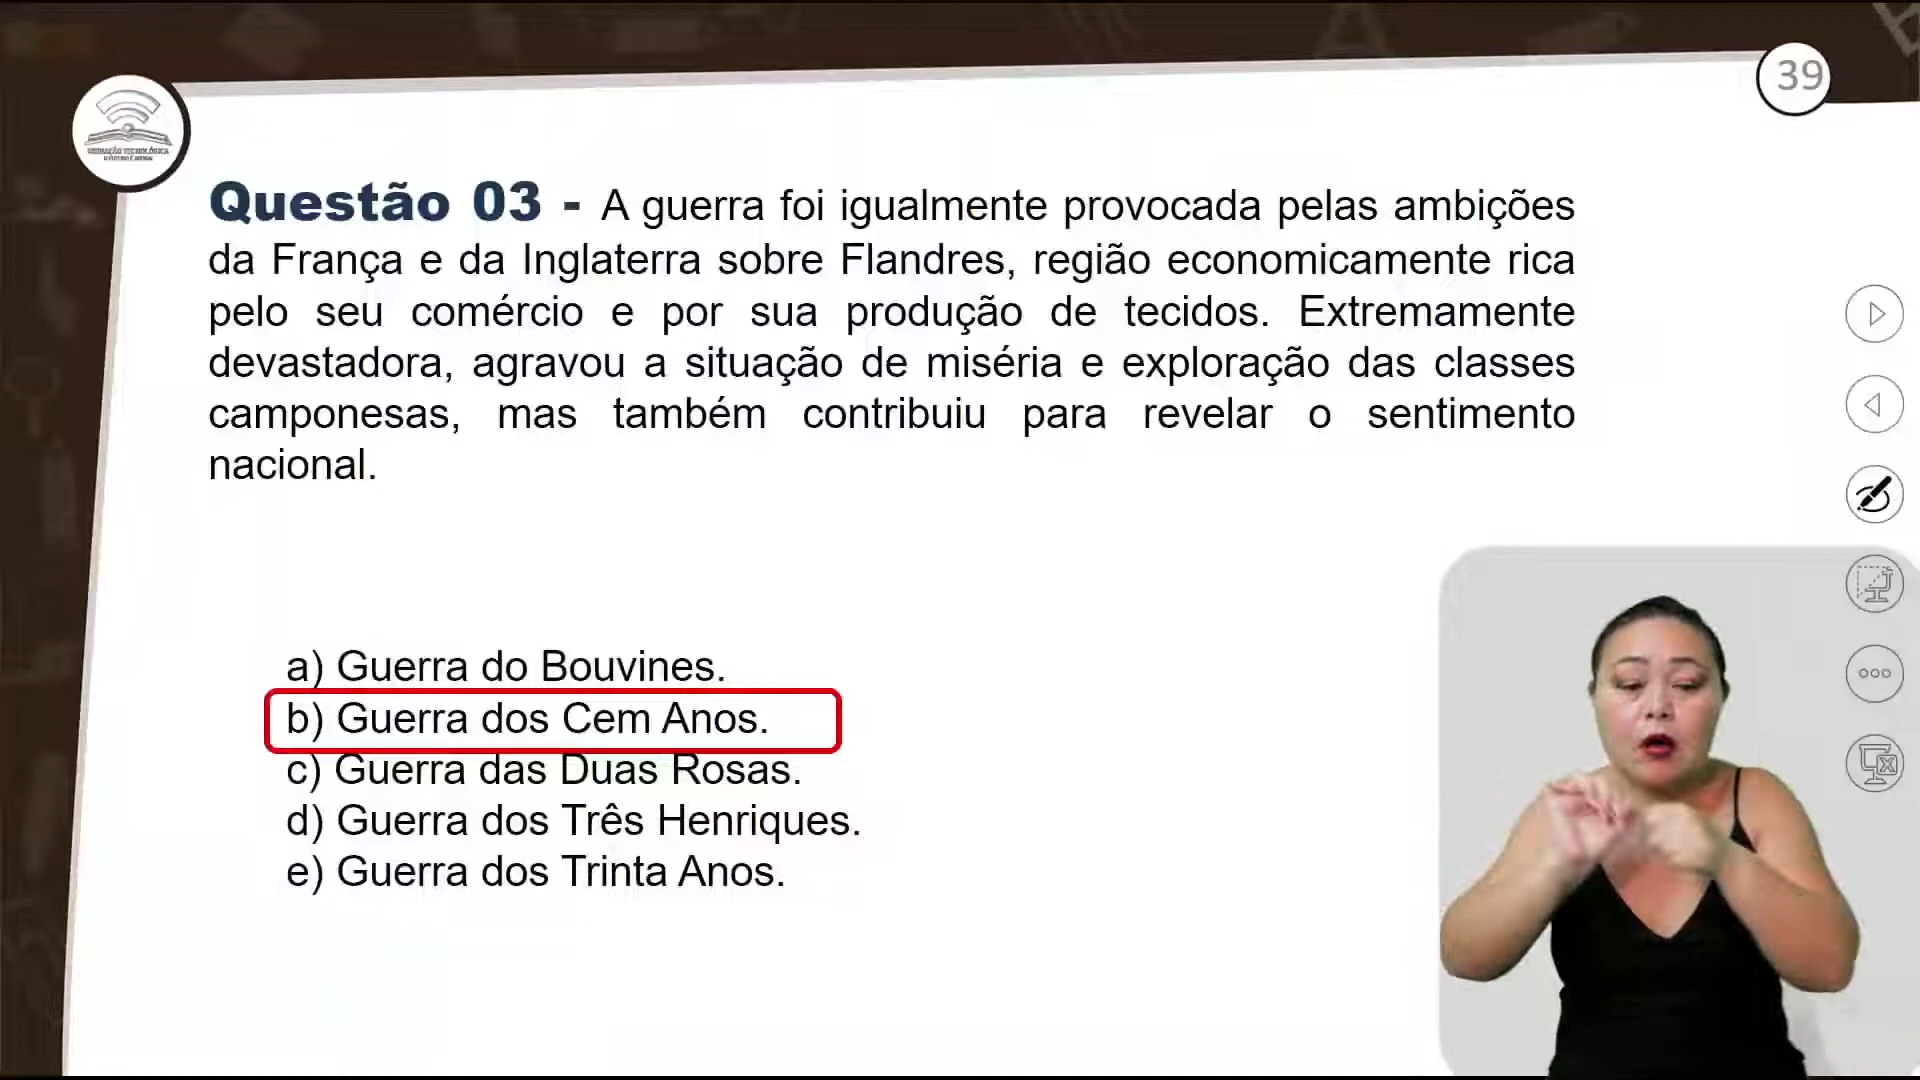 39
MEDIAÇÃO TECNOLÓGICA
Questão 03 - A guerra foi igualmente provocada pelas ambições
da França e da Inglaterra sobre Flandres, região economicamente rica
pelo seu comércio e por sua produção de tecidos. Extremamente
devastadora, agravou a situação de miséria e exploração das classes
camponesas, mas também contribuiu para revelar o sentimento
nacional.
a) Guerra do Bouvines.
b) Guerra dos Cem Anos.
c) Guerra das Duas Rosas.
d) Guerra dos Três Henriques.
e) Guerra dos Trinta Anos.